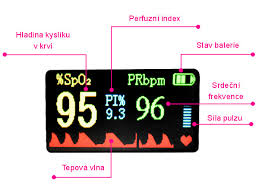 Perfuzní index
Hladina kyslíku
v krvi
Stav baterie
%SpO₂
PRbpm
95
PI%
9.3
96
Srdeční
frekvence
Síla pulzu
Tepová vlna